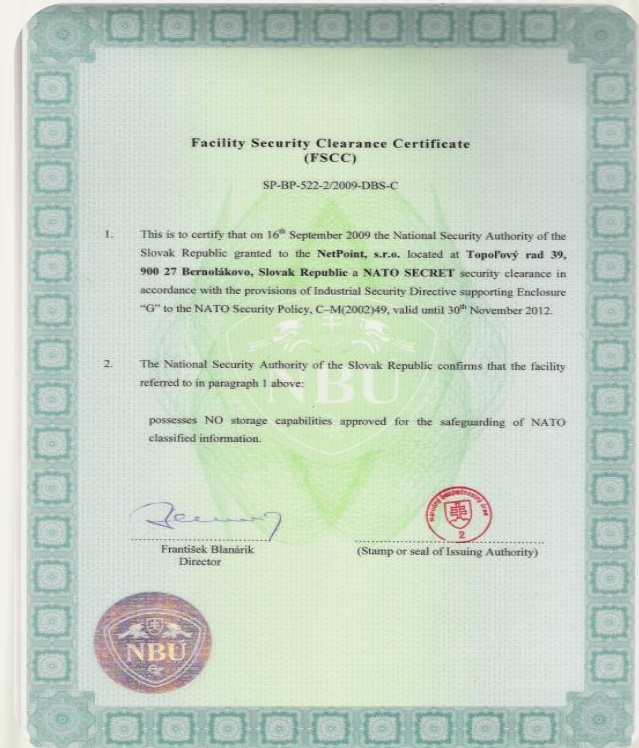 Facility Security Clearance Certificate
(FSCC)
SP-BP-522-2/2009-DBS-C
1. This is to certify that on 16th September 2009 the National Security Authority of the
Slovak Republic granted to the NetPoint, s.r.o. located at Topoľový rad 39,
900 27 Bernolákovo, Slovak Republic a NATO SECRET security clearance in
accordance with the provisions of Industrial Security Directive supporting Enclosure
“G” to the NATO Security Policy, C–M(2002)49, valid until 30th November 2012.
2. The National Security Authority of the Slovak Republic confirms that the facility
referred to in paragraph 1 above:
NBÚ
possesses NO storage capabilities approved for the safeguarding of NATO
classified information.
Národný bezpečnostný úrad
2
František Blanárik
Director
(Stamp or seal of Issuing Authority)
NBÚ